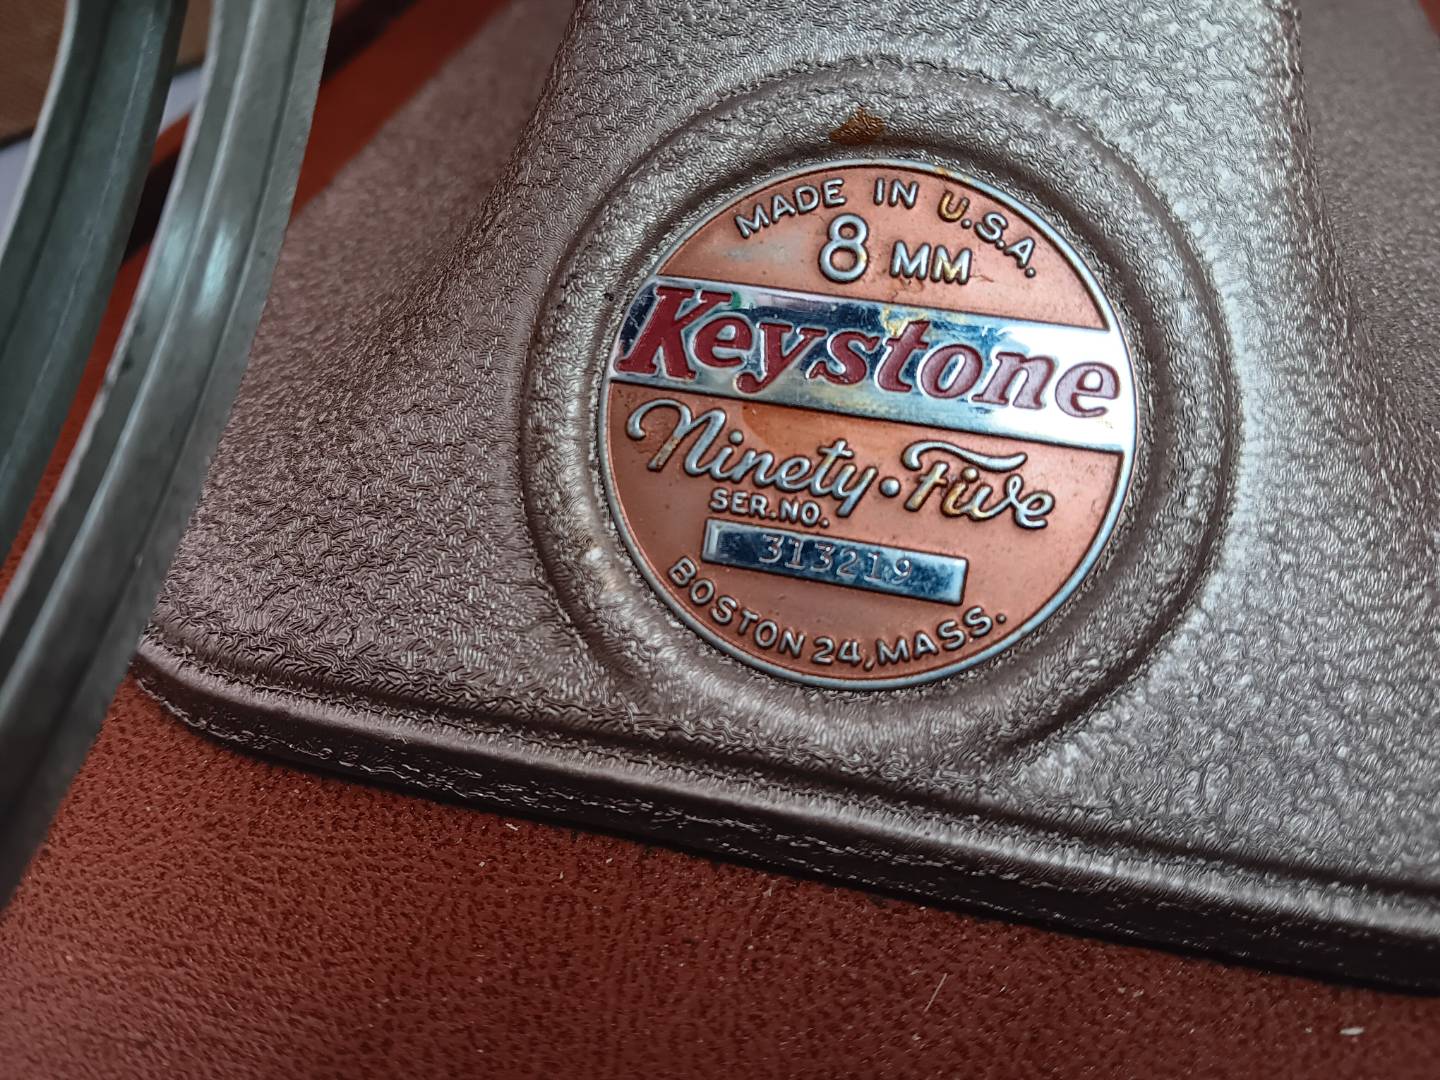 MADE IN U.S.A.
8 MM
Keystone
Ninety·Five
SER.NO.
313219
BOSTON 24, MASS.